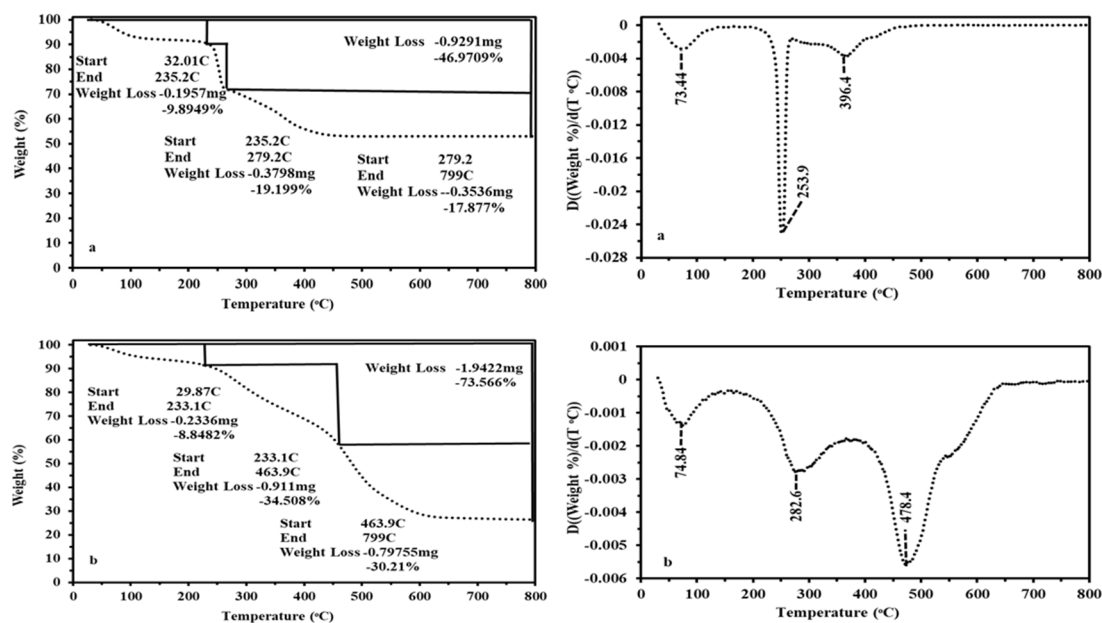 100
90
80
70
60
50
40
30
20
10
0
Weight (%)
Weight Loss -0.9291mg
-46.9709%
Start 32.01C
End 235.2C
Weight Loss -0.1957mg
-9.8949%
Start 235.2C
End 279.2C
Weight Loss -0.3798mg
-19.199%
Start 279.2
End 799C
Weight Loss --0.3536mg
-17.877%
a
0 100 200 300 400 500 600 700 800
Temperature (°C)
0
-0.004
-0.008
-0.012
-0.016
-0.02
-0.024
-0.028
D((Weight %)/d(T °C))
73.44
253.9
396.4
a
0 100 200 300 400 500 600 700 800
Temperature (°C)
100
90
80
70
60
50
40
30
20
10
0
Weight (%)
Weight Loss -1.9422mg
-73.566%
Start 29.87C
End 233.1C
Weight Loss -0.2336mg
-8.8482%
Start 233.1C
End 463.9C
Weight Loss -0.911mg
-34.508%
Start 463.9C
End 799C
Weight Loss -0.79755mg
-30.21%
b
0 100 200 300 400 500 600 700 800
Temperature (°C)
0.001
0
-0.001
-0.002
-0.003
-0.004
-0.005
-0.006
D((Weight %)/d(T °C))
74.84
282.6
478.4
b
0 100 200 300 400 500 600 700 800
Temperature (°C)